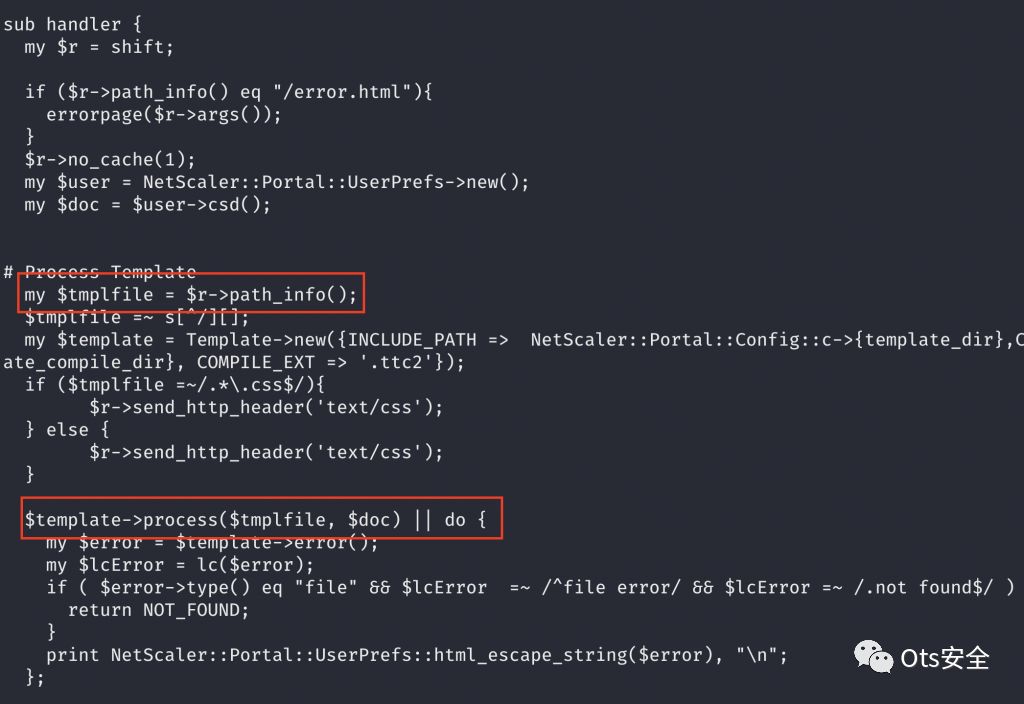 sub handler {
  my $r = shift;
  if ($r->path_info() eq "/error.html"){
    errorpage($r->args());
  }
  $r->no_cache(1);
  my $user = NetScaler::Portal::UserPrefs->new();
  my $doc = $user->csd();
# Process Template
  my $tmplfile = $r->path_info();
  $tmplfile =~ s[^/][];
  my $template = Template->new({INCLUDE_PATH =>  NetScaler::Portal::Config::c->{template_dir},C
ate_compile_dir}, COMPILE_EXT => '.ttc2'});
  if ($tmplfile =~/.*\.css$/){
        $r->send_http_header('text/css');
  } else {
        $r->send_http_header('text/css');
  }
  $template->process($tmplfile, $doc) || do {
    my $error = $template->error();
    my $lcError = lc($error);
    if ( $error->type() eq "file" && $lcError  =~ /^file error/ && $lcError =~ /.not found$/ )
      return NOT_FOUND;
    }
    print NetScaler::Portal::UserPrefs::html_escape_string($error), "\n";
  };
Ots安全